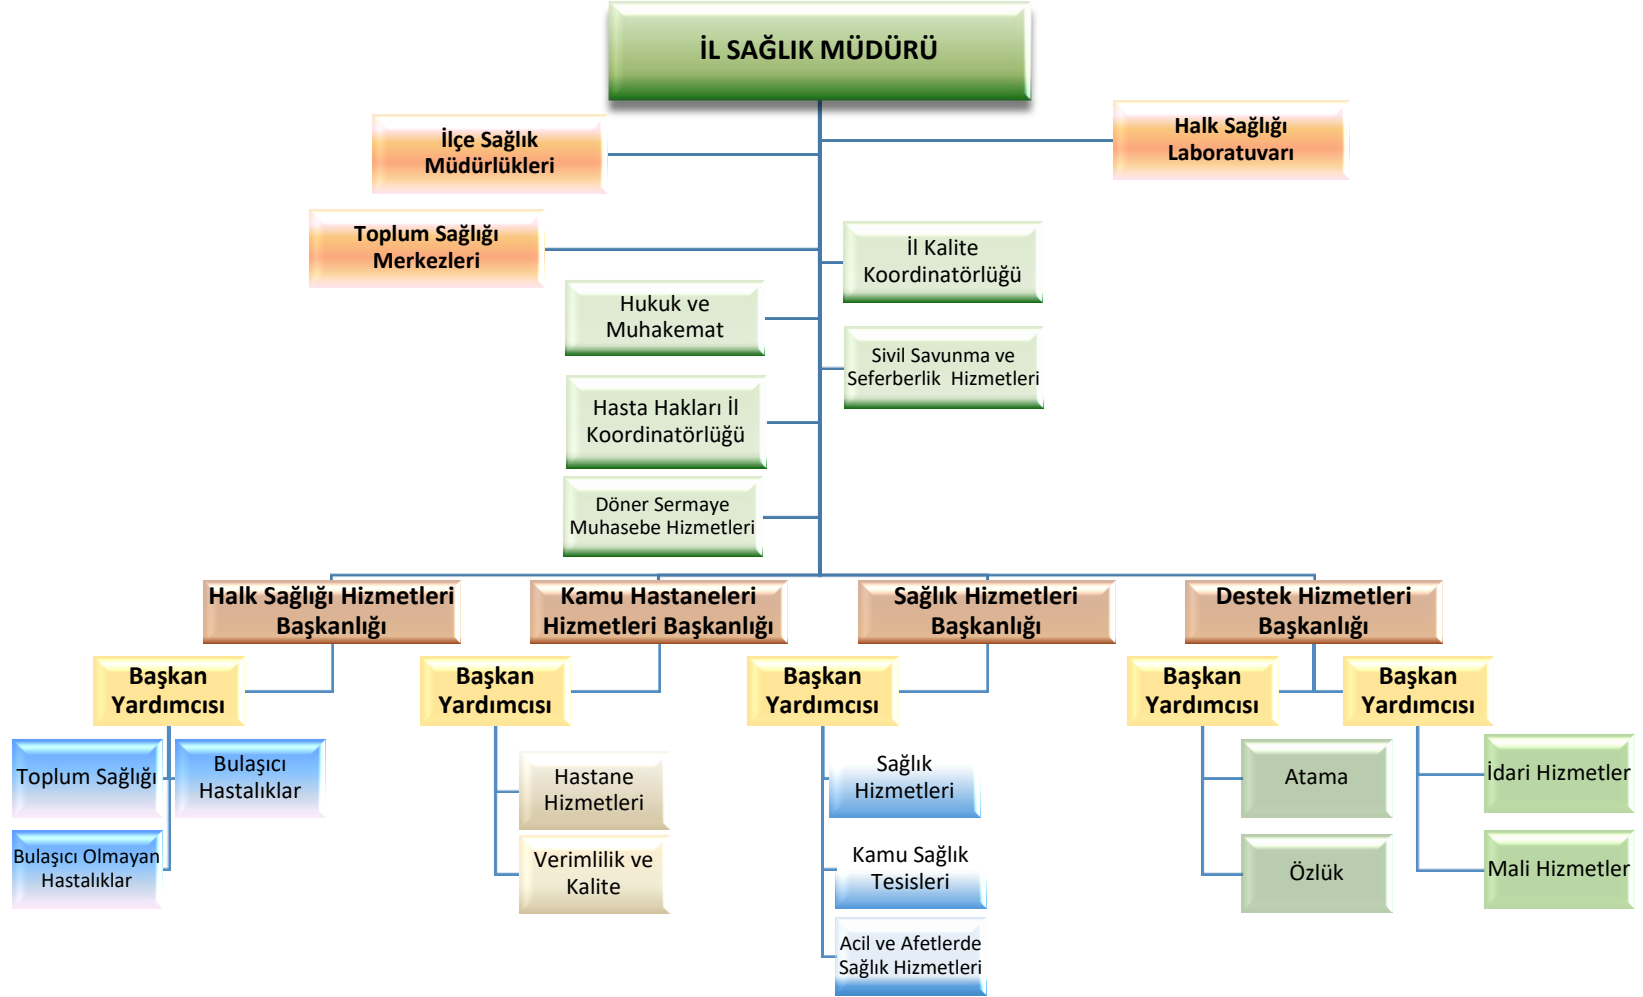 İL SAĞLIK MÜDÜRÜ
İlçe Sağlık
Müdürlükleri
Halk Sağlığı
Laboratuvarı
Toplum Sağlığı
Merkezleri
İl Kalite
Koordinatörlüğü
Hukuk ve
Muhakemat
Sivil Savunma ve
Seferberlik Hizmetleri
Hasta Hakları İl
Koordinatörlüğü
Döner Sermaye
Muhasebe Hizmetleri
Halk Sağlığı Hizmetleri
Başkanlığı
Kamu Hastaneleri
Hizmetleri Başkanlığı
Sağlık Hizmetleri
Başkanlığı
Destek Hizmetleri
Başkanlığı
Başkan
Yardımcısı
Başkan
Yardımcısı
Başkan
Yardımcısı
Başkan
Yardımcısı
Başkan
Yardımcısı
Toplum Sağlığı
Bulaşıcı
Hastalıklar
Bulaşıcı Olmayan
Hastalıklar
Hastane
Hizmetleri
Verimlilik ve
Kalite
Sağlık
Hizmetleri
Kamu Sağlık
Tesisleri
Acil ve Afetlerde
Sağlık Hizmetleri
Atama
Özlük
İdari Hizmetler
Mali Hizmetler